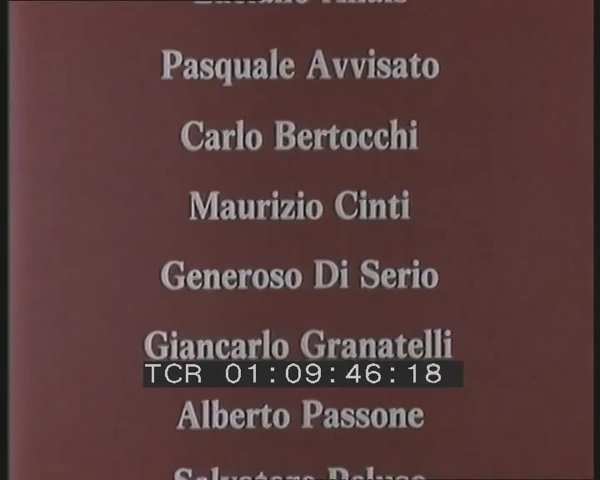 Pasquale Avvisato
Carlo Bertocchi
Maurizio Cinti
Generoso Di Serio
Giancarlo Granatelli
TCR 01:09:46:18
Alberto Passone